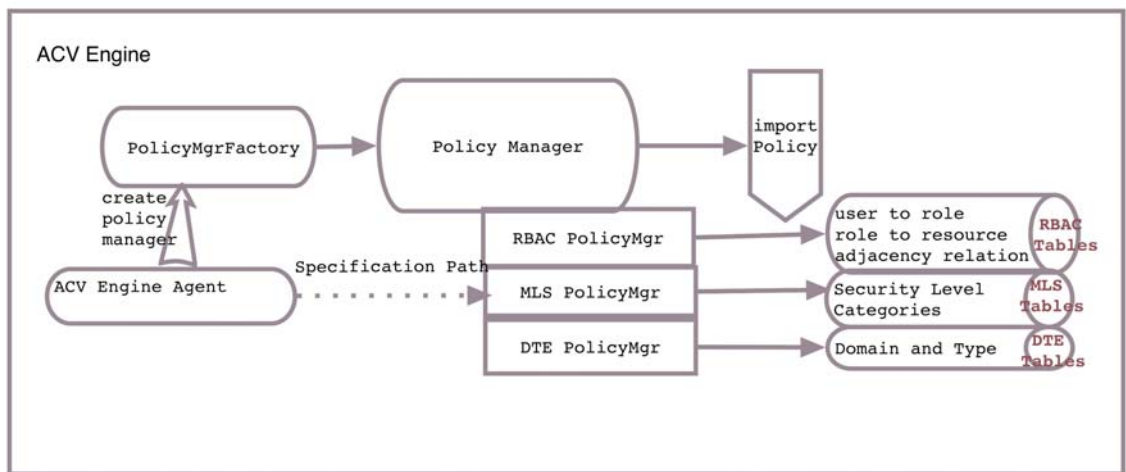 ACV Engine
PolicyMgrFactory
Policy Manager
import
Policy
create
policy
manager
ACV Engine Agent
Specification Path
RBAC PolicyMgr
MLS PolicyMgr
DTE PolicyMgr
user to role
role to resource
adjacency relation
RBAC
Tables
Security Level
Categories
MLS
Tables
Domain and Type
DTE
Tables